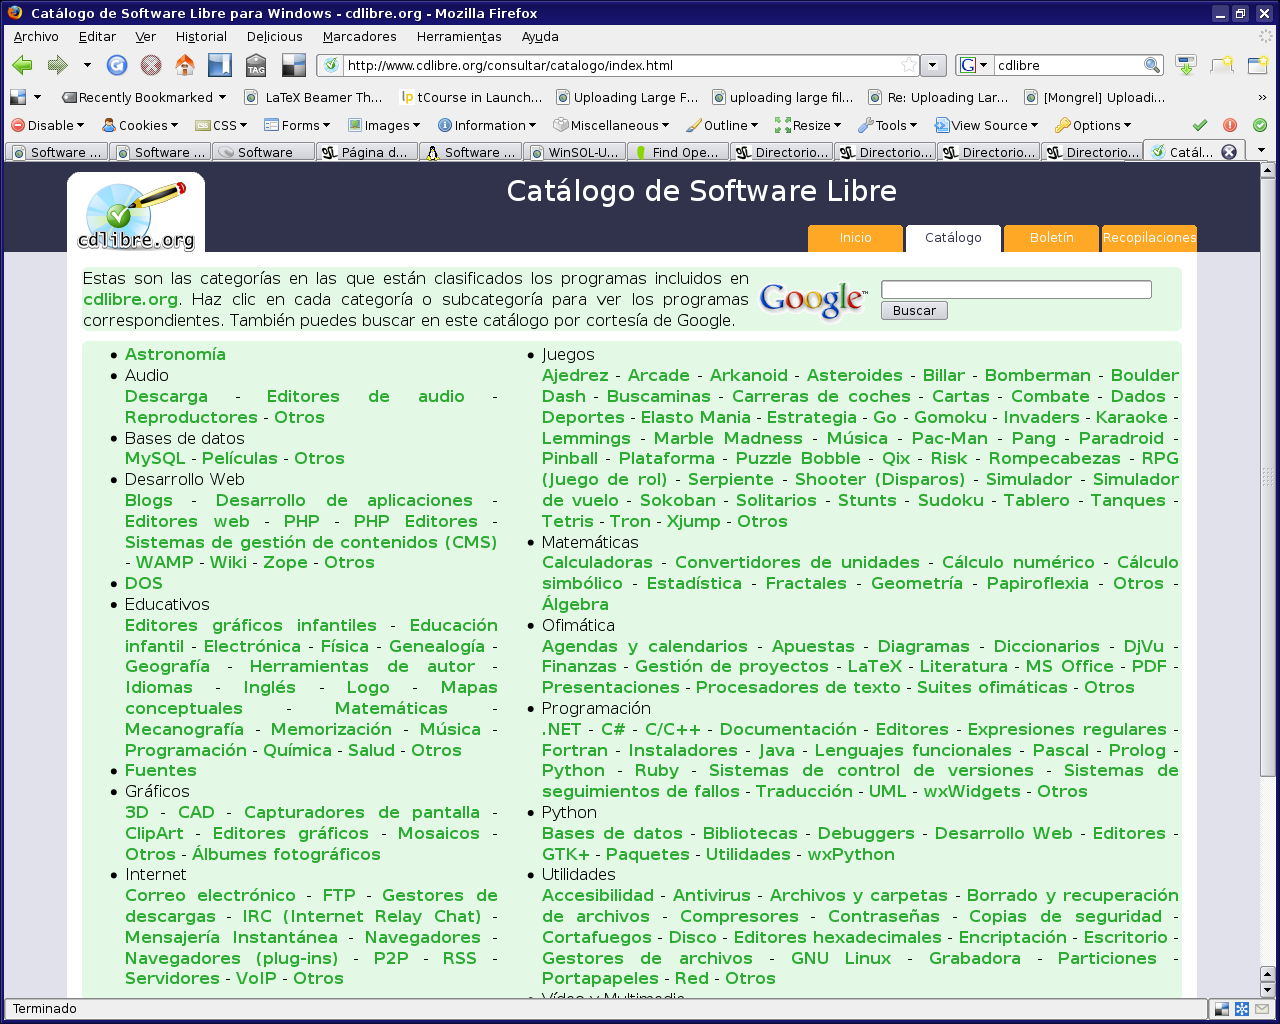 Catálogo de Software Libre para Windows - cdlibre.org - Mozilla Firefox
Archivo Editar Ver Historial Delicious Marcadores Herramientas Ayuda
TAG http://www.cdlibre.org/consultar/catalogo/index.html G cdlibre
Recently Bookmarked LaTeX Beamer Th... lp tCourse in Launch... Uploading Large F... uploading large fil... Re: Uploading Lar... [Mongrel] Uploadi... »
Disable Cookies CSS Forms Images Information Miscellaneous Outline Resize Tools View Source Options
Software ... Software ... Software Página d... Software ... WinSOL-U... Find Ope... Directorio... Directorio... Directorio... Directorio... Catál...
cdlibre.org
Catálogo de Software Libre
Inicio Catálogo Boletín Recopilaciones
Estas son las categorías en las que están clasificados los programas incluidos en
cdlibre.org. Haz clic en cada categoría o subcategoría para ver los programas
correspondientes. También puedes buscar en este catálogo por cortesía de Google.
Google™
Buscar
• Astronomía
• Audio
Descarga - Editores de audio -
Reproductores - Otros
• Bases de datos
MySQL - Películas - Otros
• Desarrollo Web
Blogs - Desarrollo de aplicaciones -
Editores web - PHP - PHP Editores -
Sistemas de gestión de contenidos (CMS)
- WAMP - Wiki - Zope - Otros
• DOS
• Educativos
Editores gráficos infantiles - Educación
infantil - Electrónica - Física - Genealogía -
Geografía - Herramientas de autor -
Idiomas - Inglés - Logo - Mapas
conceptuales - Matemáticas -
Mecanografía - Memorización - Música -
Programación - Química - Salud - Otros
• Fuentes
• Gráficos
3D - CAD - Capturadores de pantalla -
ClipArt - Editores gráficos - Mosaicos -
Otros - Álbumes fotográficos
• Internet
Correo electrónico - FTP - Gestores de
descargas - IRC (Internet Relay Chat) -
Mensajería Instantánea - Navegadores -
Navegadores (plug-ins) - P2P - RSS -
Servidores - VoIP - Otros
• Juegos
Ajedrez - Arcade - Arkanoid - Asteroides - Billar - Bomberman - Boulder
Dash - Buscaminas - Carreras de coches - Cartas - Combate - Dados -
Deportes - Elasto Mania - Estrategia - Go - Gomoku - Invaders - Karaoke -
Lemmings - Marble Madness - Música - Pac-Man - Pang - Paradroid -
Pinball - Plataforma - Puzzle Bobble - Qix - Risk - Rompecabezas - RPG
(Juego de rol) - Serpiente - Shooter (Disparos) - Simulador - Simulador
de vuelo - Sokoban - Solitarios - Stunts - Sudoku - Tablero - Tanques -
Tetris - Tron - Xjump - Otros
• Matemáticas
Calculadoras - Convertidores de unidades - Cálculo numérico - Cálculo
simbólico - Estadística - Fractales - Geometría - Papiroflexia - Otros -
Álgebra
• Ofimática
Agendas y calendarios - Apuestas - Diagramas - Diccionarios - DjVu -
Finanzas - Gestión de proyectos - LaTeX - Literatura - MS Office - PDF -
Presentaciones - Procesadores de texto - Suites ofimáticas - Otros
• Programación
.NET - C# - C/C++ - Documentación - Editores - Expresiones regulares -
Fortran - Instaladores - Java - Lenguajes funcionales - Pascal - Prolog -
Python - Ruby - Sistemas de control de versiones - Sistemas de
seguimientos de fallos - Traducción - UML - wxWidgets - Otros
• Python
Bases de datos - Bibliotecas - Debuggers - Desarrollo Web - Editores -
GTK+ - Paquetes - Utilidades - wxPython
• Utilidades
Accesibilidad - Antivirus - Archivos y carpetas - Borrado y recuperación
de archivos - Compresores - Contraseñas - Copias de seguridad -
Cortafuegos - Disco - Editores hexadecimales - Encriptación - Escritorio -
Gestores de archivos - GNU Linux - Grabadora - Particiones -
Portapapeles - Red - Otros
• Vídeo y Multimedia
Terminado